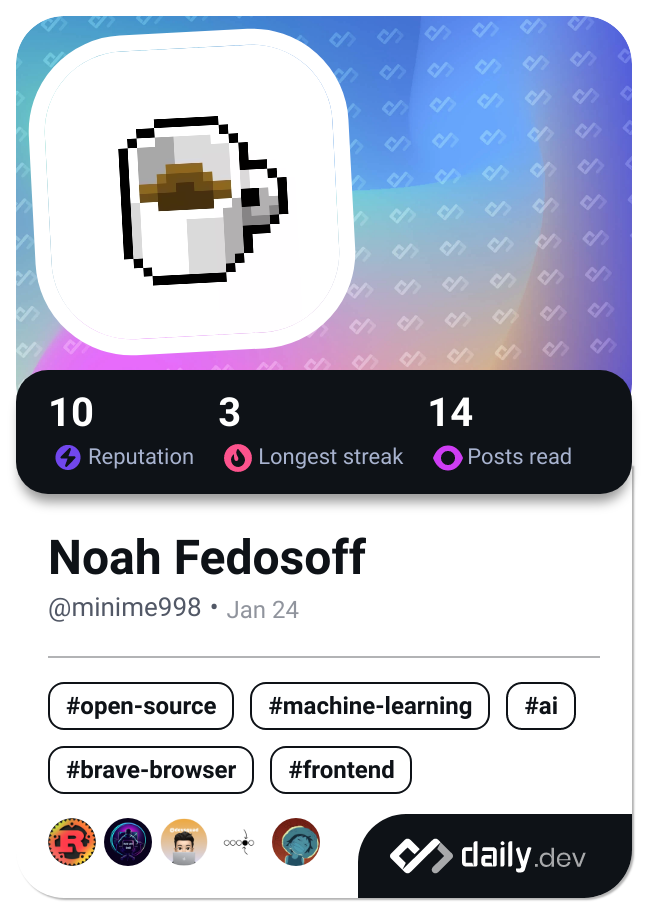 10 3 14
Reputation Longest streak Posts read
Noah Fedosoff
@minime998 • Jan 24
#open-source #machine-learning #ai
#brave-browser #frontend
R
daily.dev